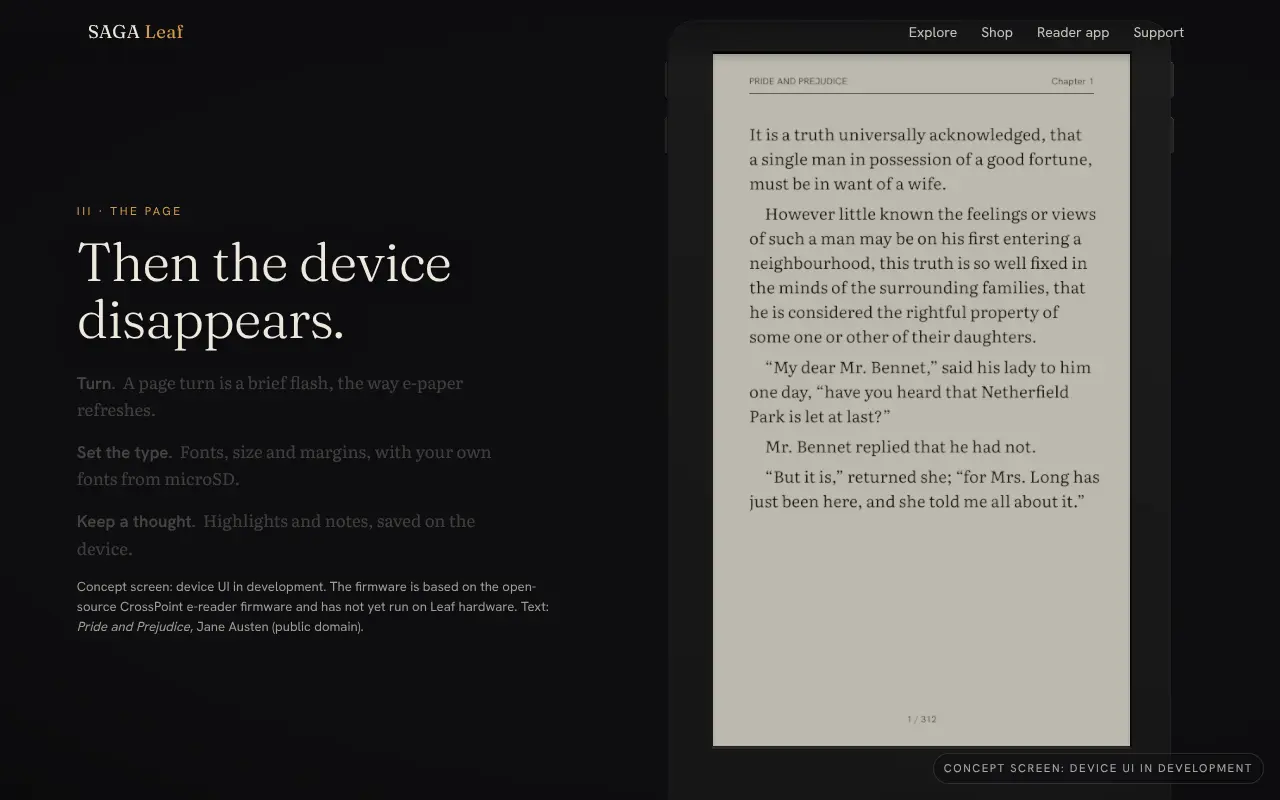 SAGA Leaf
Explore Shop Reader app Support
III · THE PAGE
Then the device
disappears.
Turn. A page turn is a brief flash, the way e-paper
refreshes.
Set the type. Fonts, size and margins, with your own
fonts from microSD.
Keep a thought. Highlights and notes, saved on the
device.
Concept screen: device UI in development. The firmware is based on the open-
source CrossPoint e-reader firmware and has not yet run on Leaf hardware. Text:
Pride and Prejudice, Jane Austen (public domain).
PRIDE AND PREJUDICE Chapter 1
It is a truth universally acknowledged, that
a single man in possession of a good fortune,
must be in want of a wife.
However little known the feelings or views
of such a man may be on his first entering a
neighbourhood, this truth is so well fixed in
the minds of the surrounding families, that
he is considered the rightful property of
some one or other of their daughters.
“My dear Mr. Bennet,” said his lady to him
one day, “have you heard that Netherfield
Park is let at last?”
Mr. Bennet replied that he had not.
“But it is,” returned she; “for Mrs. Long has
just been here, and she told me all about it.”
1 / 312
CONCEPT SCREEN: DEVICE UI IN DEVELOPMENT